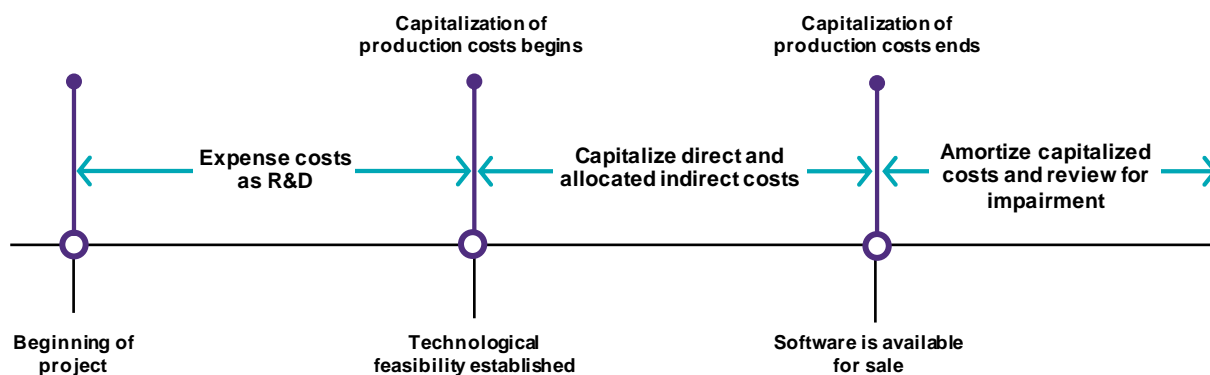 Capitalization of
production costs begins
Capitalization of
production costs ends
Expense costs
as R&D
Capitalize direct and
allocated indirect costs
Amortize capitalized
costs and review for
impairment
Beginning of
project
Technological
feasibility established
Software is available
for sale